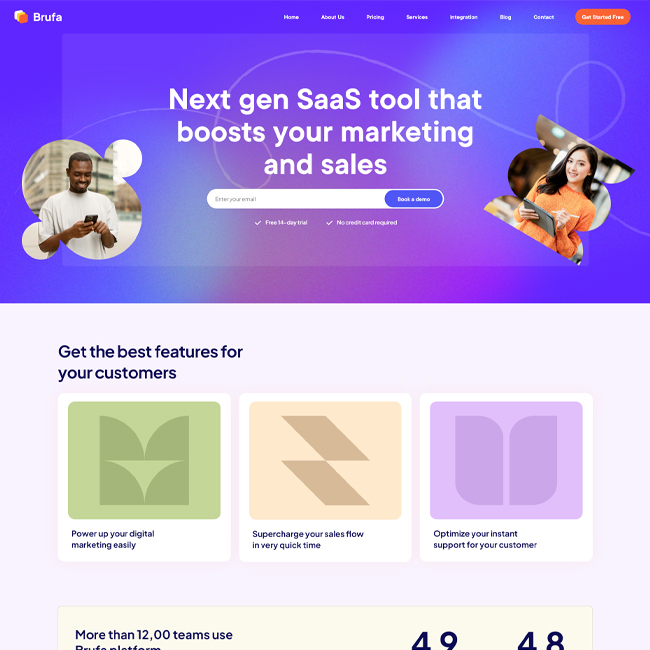 Brufa
Home About Us Pricing Services Integration Blog Contact Get Started Free
Next gen SaaS tool that
boosts your marketing
and sales
Enter your email Book a demo
Free 14-day trial No credit card required
Get the best features for
your customers
Power up your digital
marketing easily
Supercharge your sales flow
in very quick time
Optimize your instant
support for your customer
More than 12,00 teams use
Brufa platform
4.9 4.8